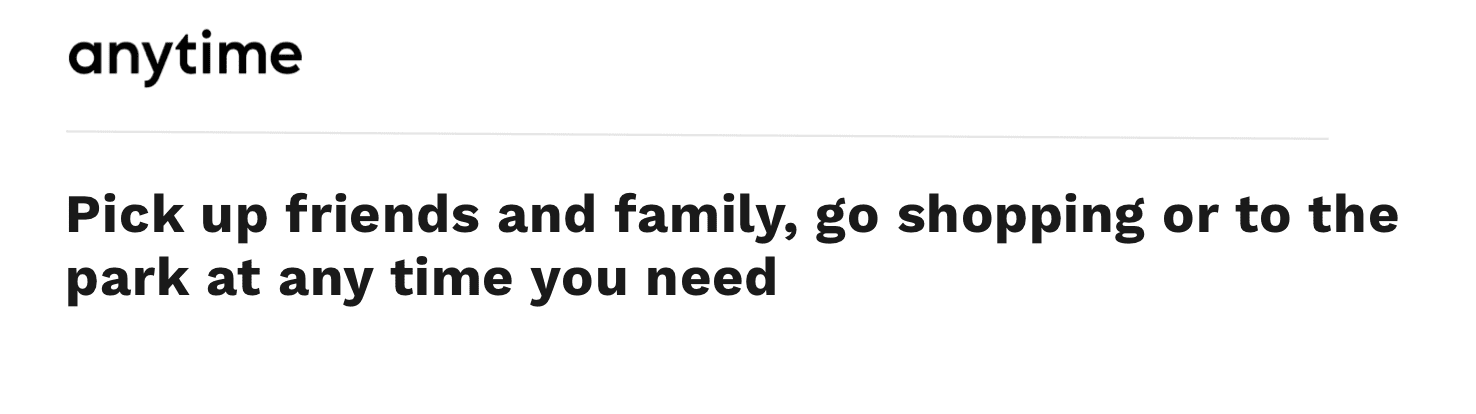 anytime
Pick up friends and family, go shopping or to the
park at any time you need